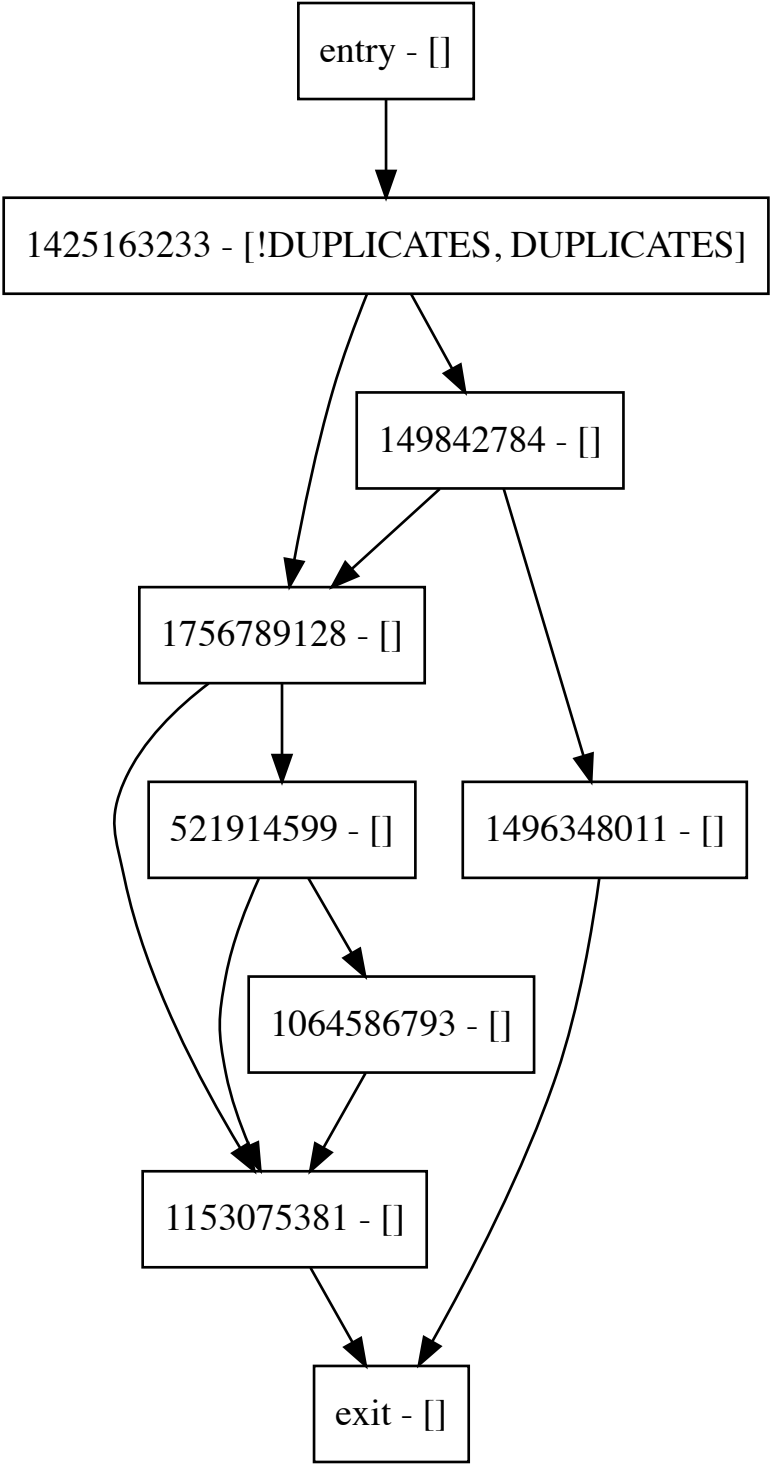 entry - []
1425163233 - [!DUPLICATES, DUPLICATES]
149842784 - []
1756789128 - []
521914599 - []
1496348011 - []
1064586793 - []
1153075381 - []
exit - []